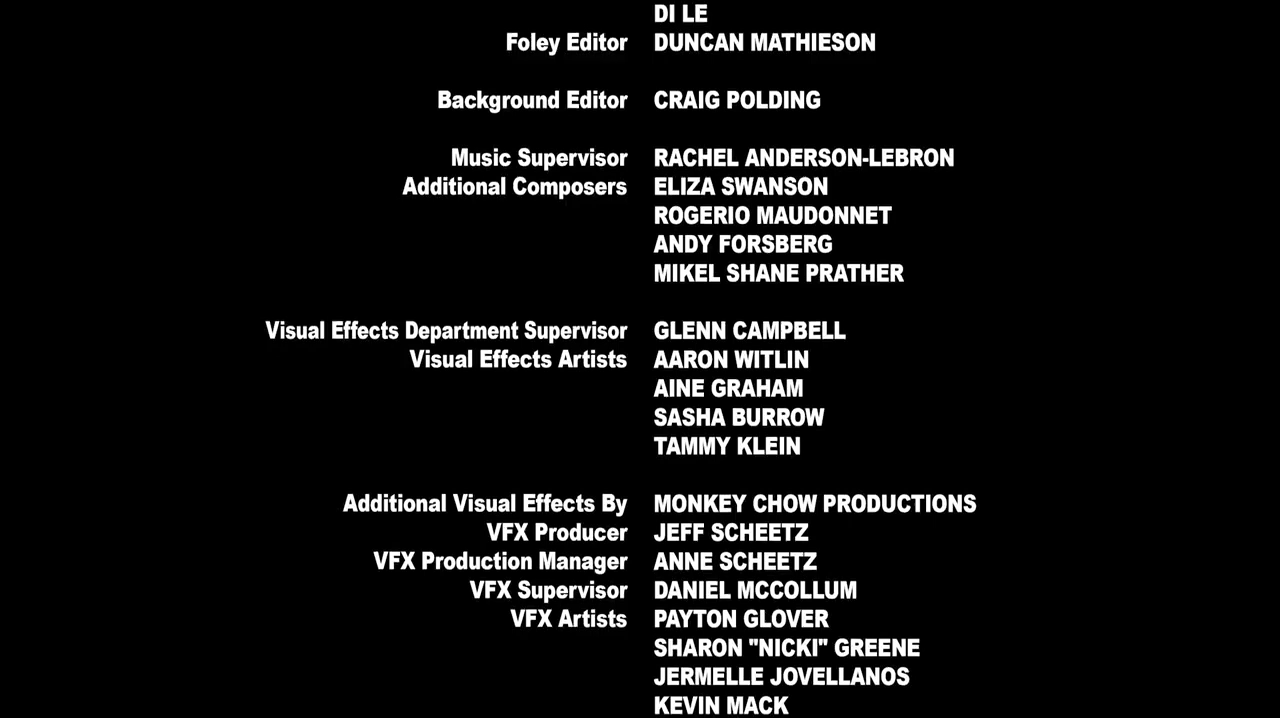 DI LE
Foley Editor DUNCAN MATHIESON
Background Editor CRAIG POLDING
Music Supervisor RACHEL ANDERSON-LEBRON
Additional Composers ELIZA SWANSON
ROGERIO MAUDONNET
ANDY FORSBERG
MIKEL SHANE PRATHER
Visual Effects Department Supervisor GLENN CAMPBELL
Visual Effects Artists AARON WITLIN
AINE GRAHAM
SASHA BURROW
TAMMY KLEIN
Additional Visual Effects By MONKEY CHOW PRODUCTIONS
VFX Producer JEFF SCHEETZ
VFX Production Manager ANNE SCHEETZ
VFX Supervisor DANIEL MCCOLLUM
VFX Artists PAYTON GLOVER
SHARON "NICKI" GREENE
JERMELLE JOVELLANOS
KEVIN MACK